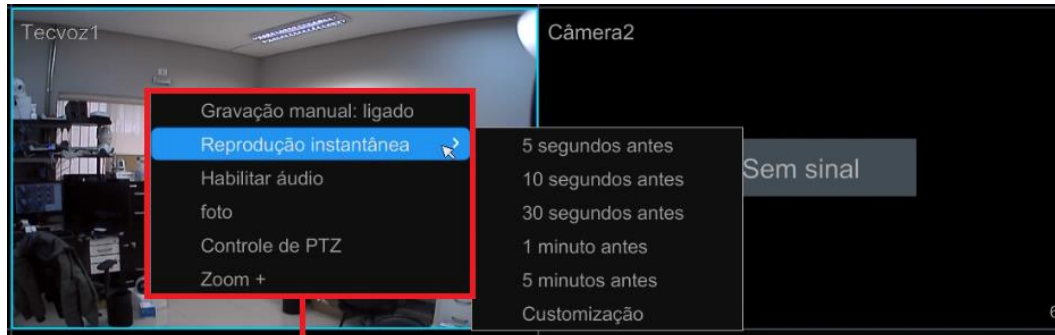 Tecvoz1
Câmera2
Gravação manual: ligado
Reprodução instantânea
Habilitar áudio
foto
Controle de PTZ
Zoom +
5 segundos antes
10 segundos antes
30 segundos antes
1 minuto antes
5 minutos antes
Customização
Sem sinal